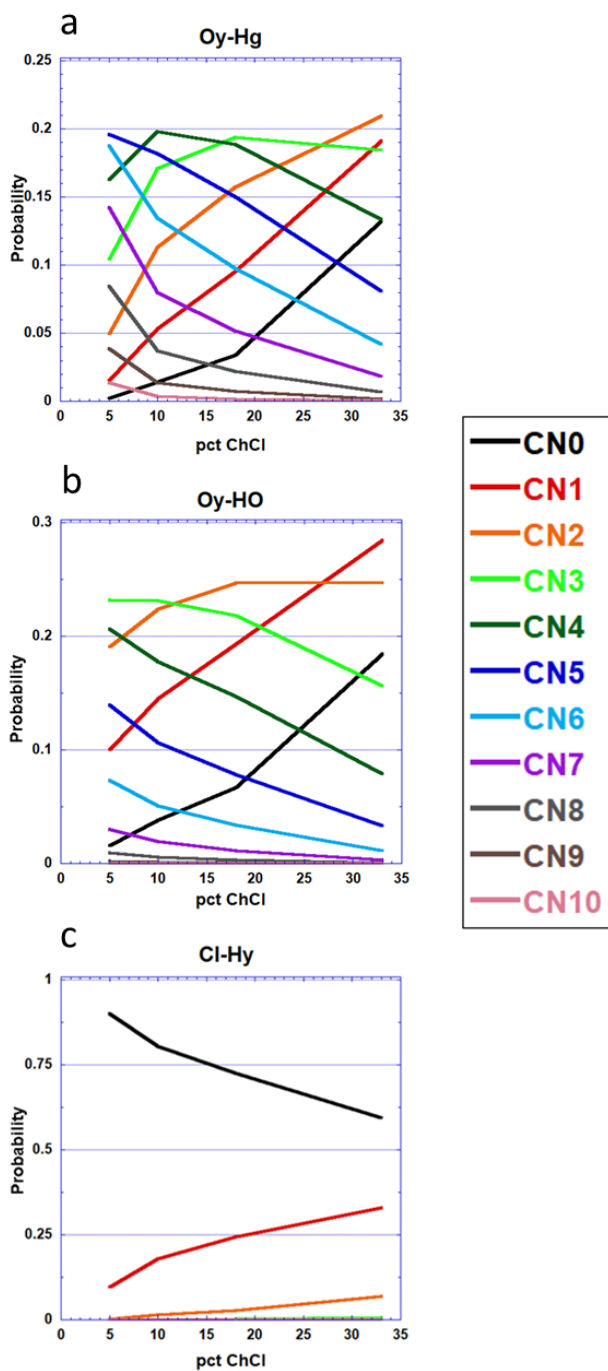 a
Oy-Hg
0.25
0.2
0.15
0.1
0.05
0
Probability
0 5 10 15 20 25 30 35
pct ChCl
b
Oy-HO
0.3
0.2
0.1
0
Probability
0 5 10 15 20 25 30 35
pct ChCl
c
Cl-Hy
1
0.75
0.5
0.25
0
Probability
0 5 10 15 20 25 30 35
pct ChCl
CN0
CN1
CN2
CN3
CN4
CN5
CN6
CN7
CN8
CN9
CN10